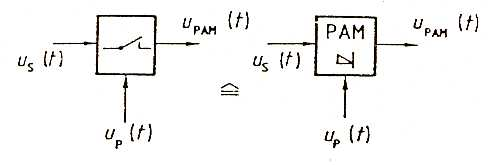 u_PAM (t)
u_S (t)
u_P (t)
≙
PAM
u_PAM (t)
u_S (t)
u_P (t)